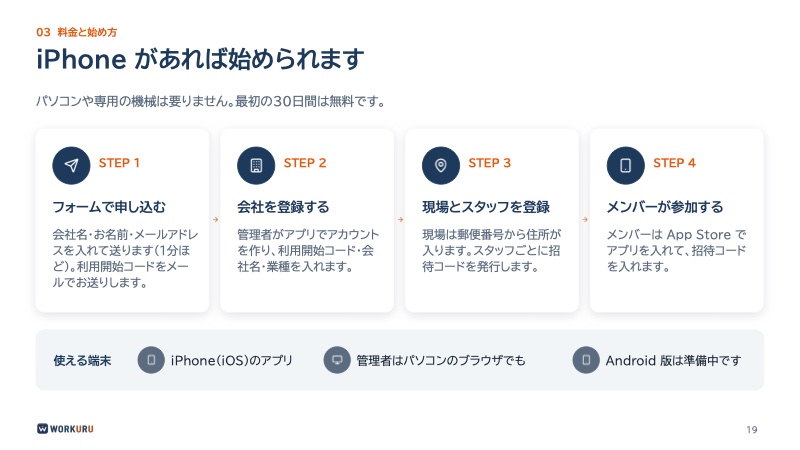 03 料金と始め方
iPhone があれば始められます
パソコンや専用の機械は要りません。最初の30日間は無料です。
STEP 1
フォームで申し込む
会社名・お名前・メールアドレ
スを入れて送ります(1分ほ
ど)。利用開始コードをメー
ルでお送りします。
STEP 2
会社を登録する
管理者がアプリでアカウント
を作り、利用開始コード・会
社名・業種を入れます。
STEP 3
現場とスタッフを登録
現場は郵便番号から住所が
入ります。スタッフごとに招
待コードを発行します。
STEP 4
メンバーが参加する
メンバーは App Store で
アプリを入れて、招待コード
を入れます。
使える端末
iPhone(iOS)のアプリ
管理者はパソコンのブラウザでも
Android 版は準備中です
WORKURU
19